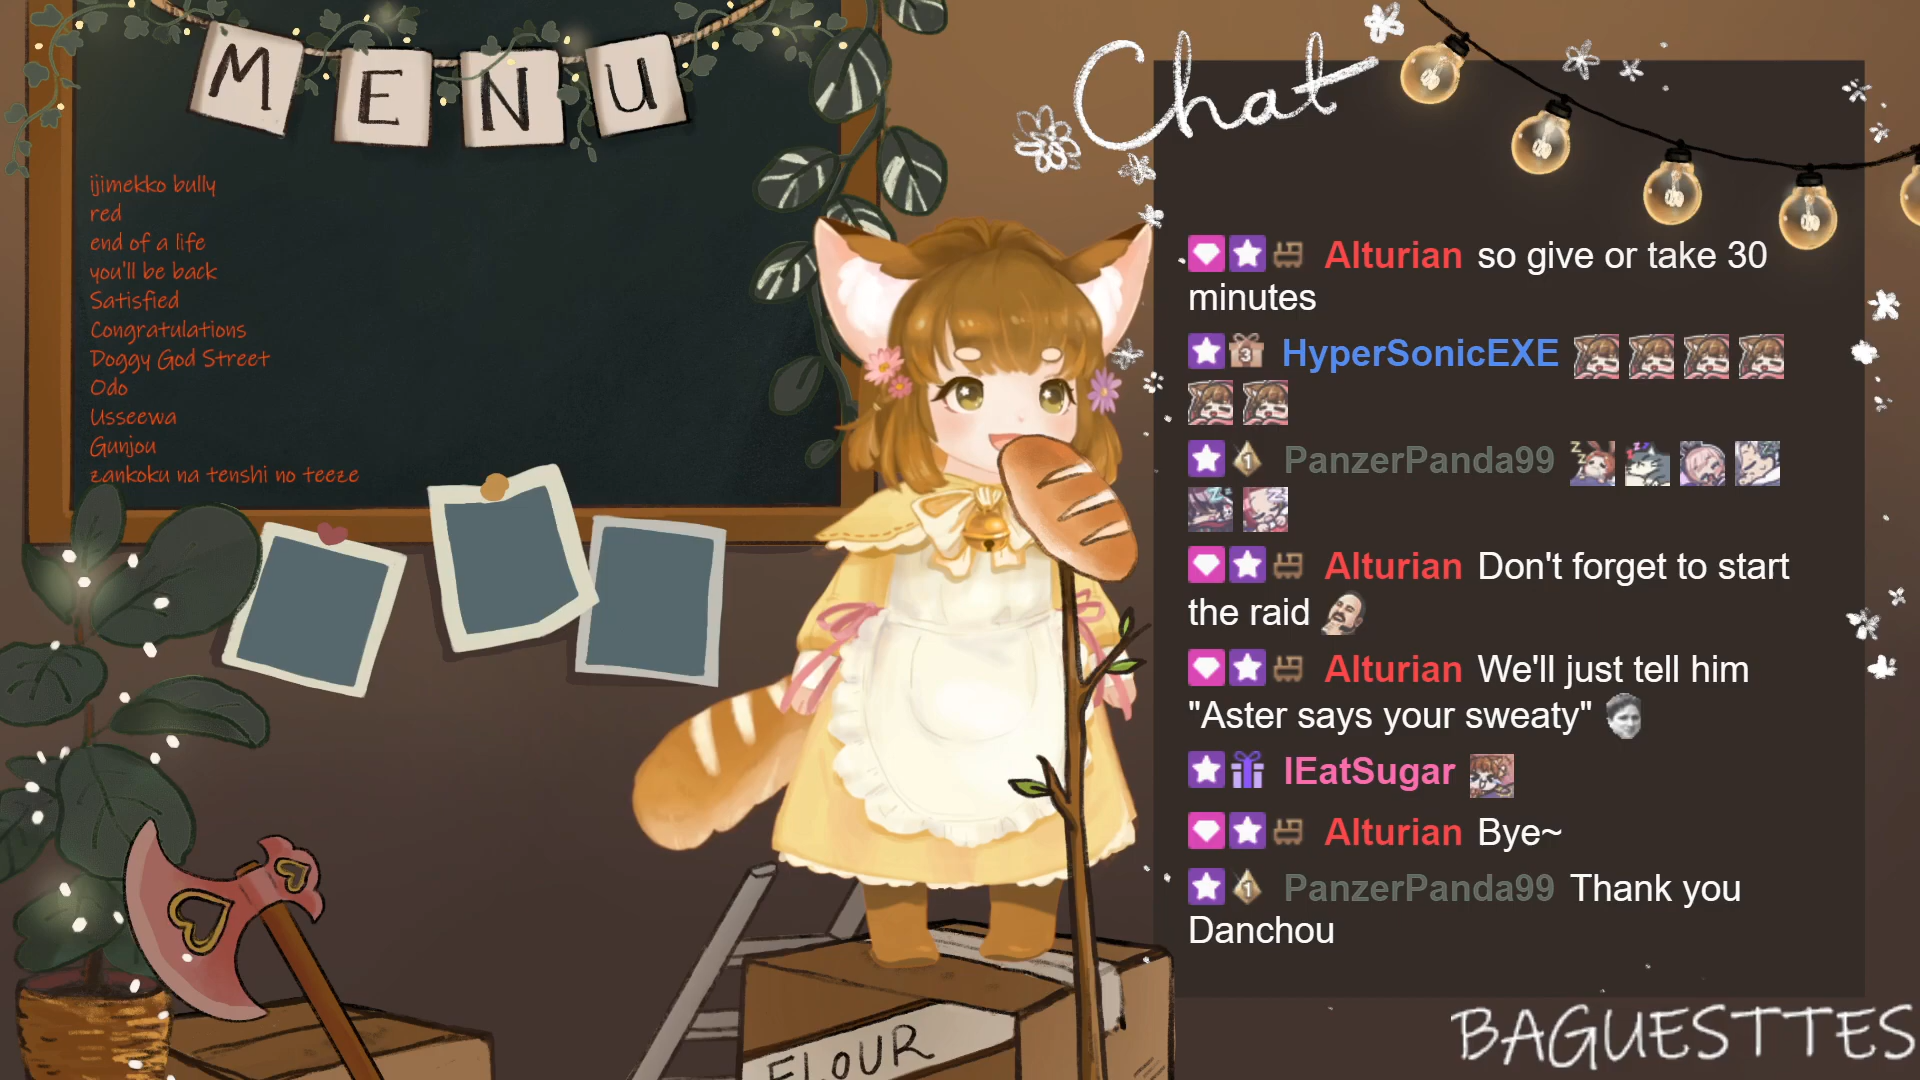 MENU
ijimekko bully
red
end of a life
you'll be back
Satisfied
Congratulations
Doggy God Street
Odo
Usseewa
Gunjou
zankoku na tenshi no teeze
Chat
Alturian so give or take 30
minutes
3 HyperSonicEXE
1 PanzerPanda99
Alturian Don't forget to start
the raid
Alturian We'll just tell him
"Aster says your sweaty"
IEatSugar
Alturian Bye~
1 PanzerPanda99 Thank you
Danchou
FLOUR
BAGUESTTES